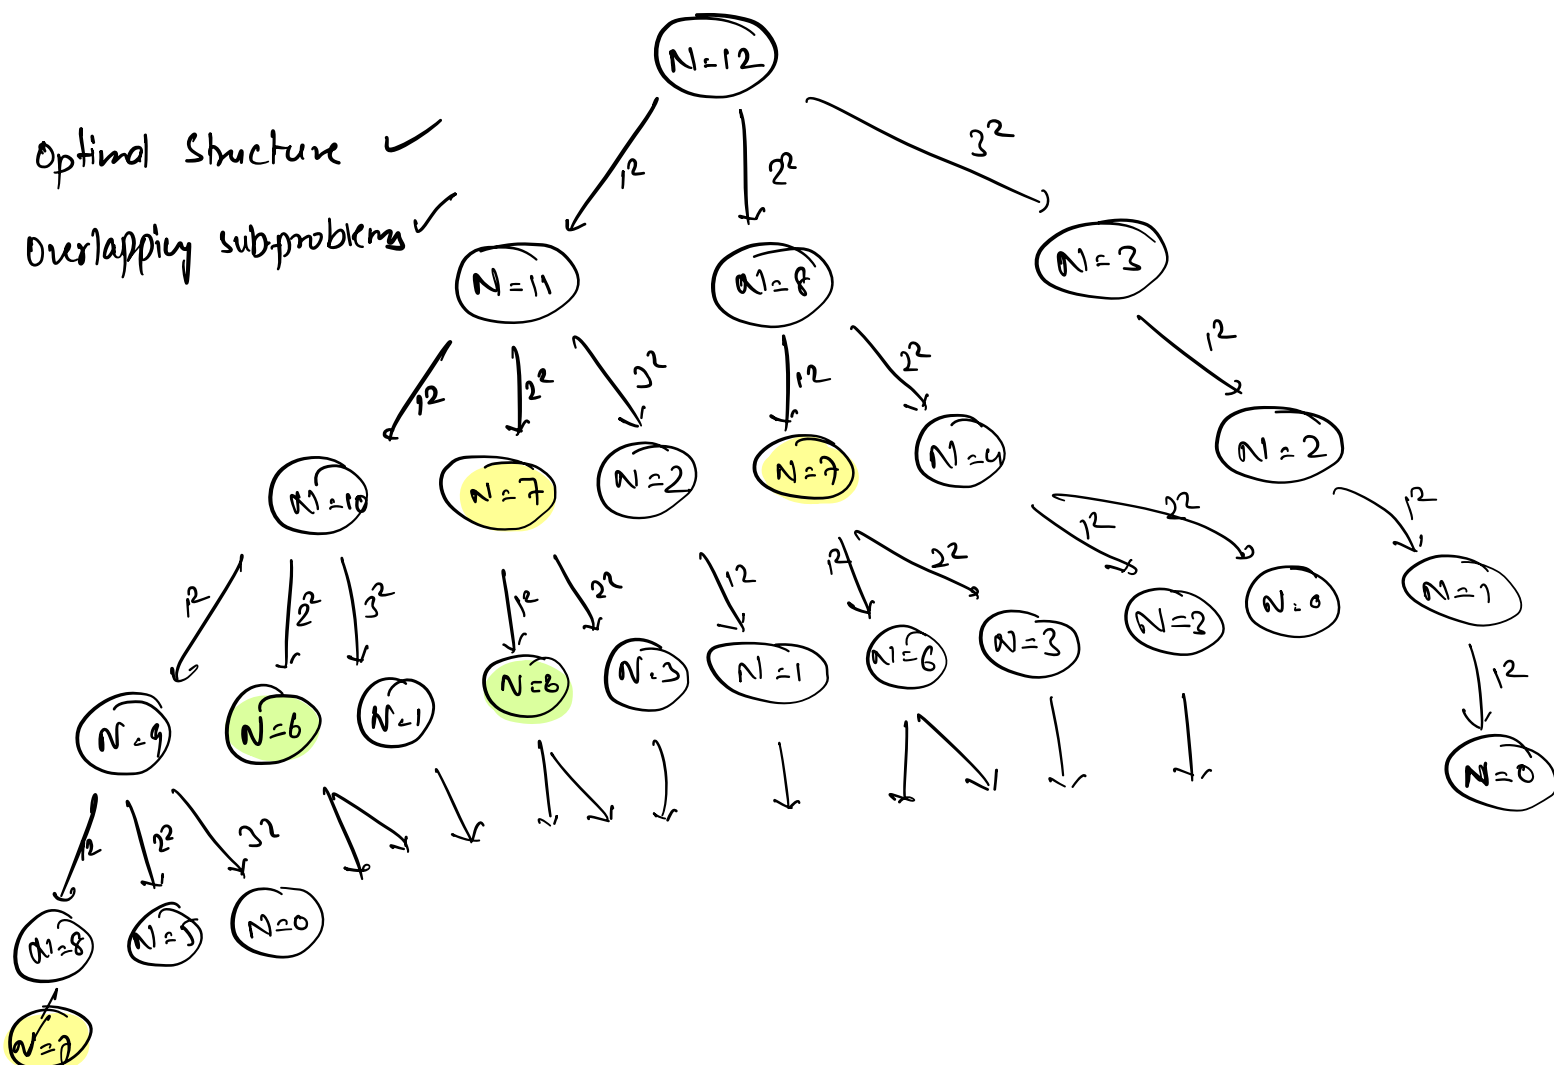 N=12
Optimal Structure ✓
1²
2²
3²
Overlapping subproblems ✓
N=11
N=8
N=3
1²
2²
3²
1²
2²
1²
N=10
N=7
N=2
N=7
N=4
N=2
1²
2²
3²
1²
2²
1²
1²
2²
1²
2²
1²
N=9
N=6
N=1
N=6
N=3
N=1
N=6
N=3
N=3
N=0
N=1
1²
2²
3²
1²
N=8
N=5
N=0
N=0
N=7